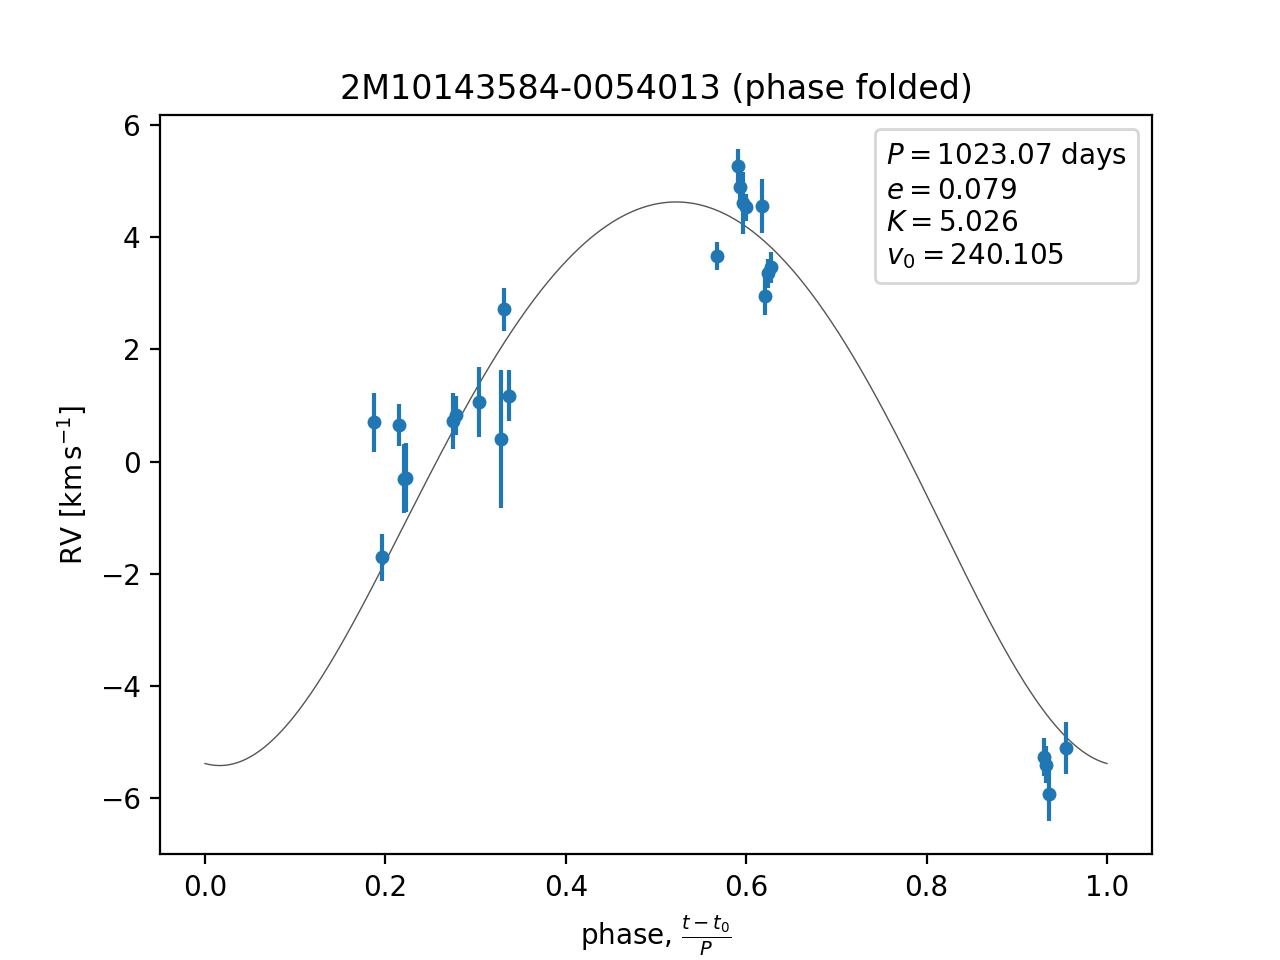 2M10143584-0054013 (phase folded)
P = 1023.07 days
e = 0.079
K = 5.026
v₀ = 240.105
6
4
2
0
−2
−4
−6
RV [km s⁻¹]
0.0 0.2 0.4 0.6 0.8 1.0
phase, (t − t₀)/P